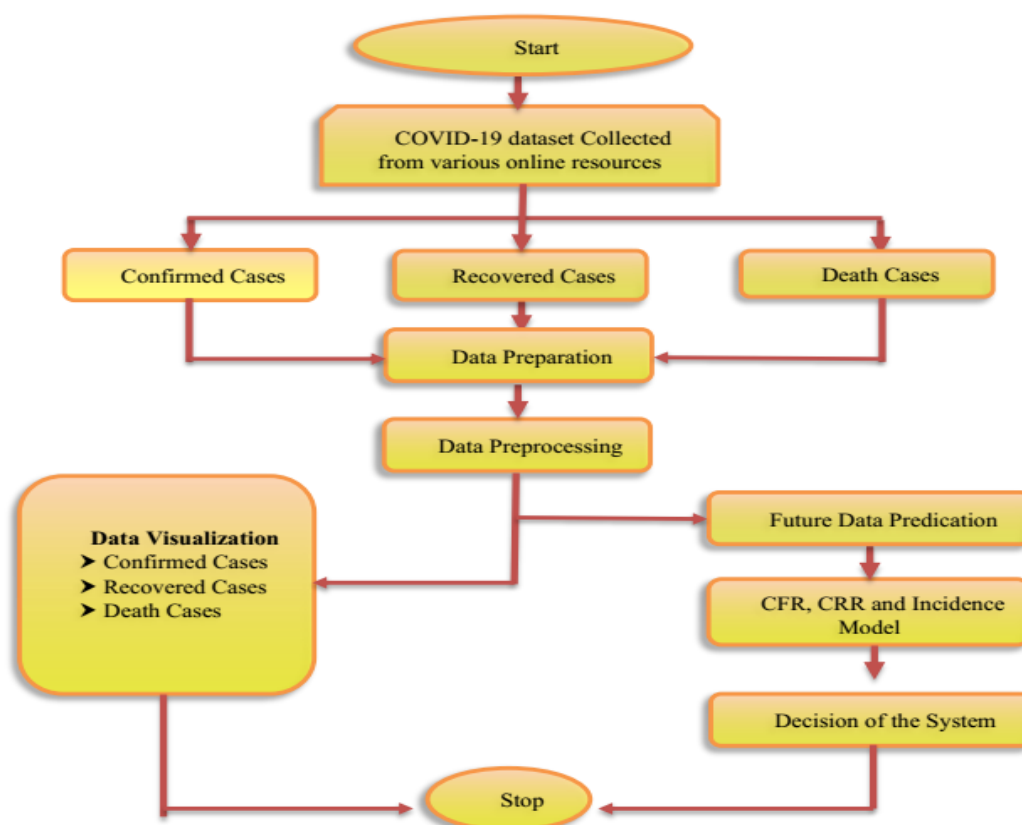 Start
COVID-19 dataset Collected
from various online resources
Confirmed Cases
Recovered Cases
Death Cases
Data Preparation
Data Preprocessing
Data Visualization
➤ Confirmed Cases
➤ Recovered Cases
➤ Death Cases
Future Data Predication
CFR, CRR and Incidence
Model
Decision of the System
Stop